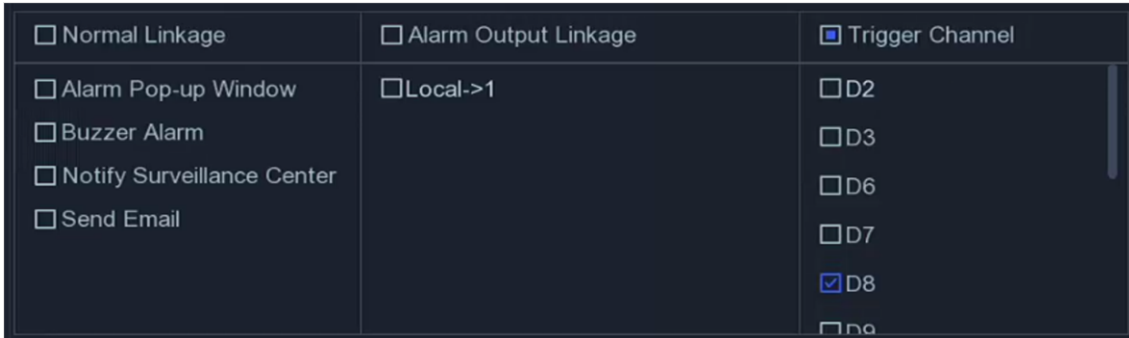 Normal Linkage
Alarm Output Linkage
Trigger Channel
Alarm Pop-up Window
Buzzer Alarm
Notify Surveillance Center
Send Email
Local->1
D2
D3
D6
D7
D8
D9